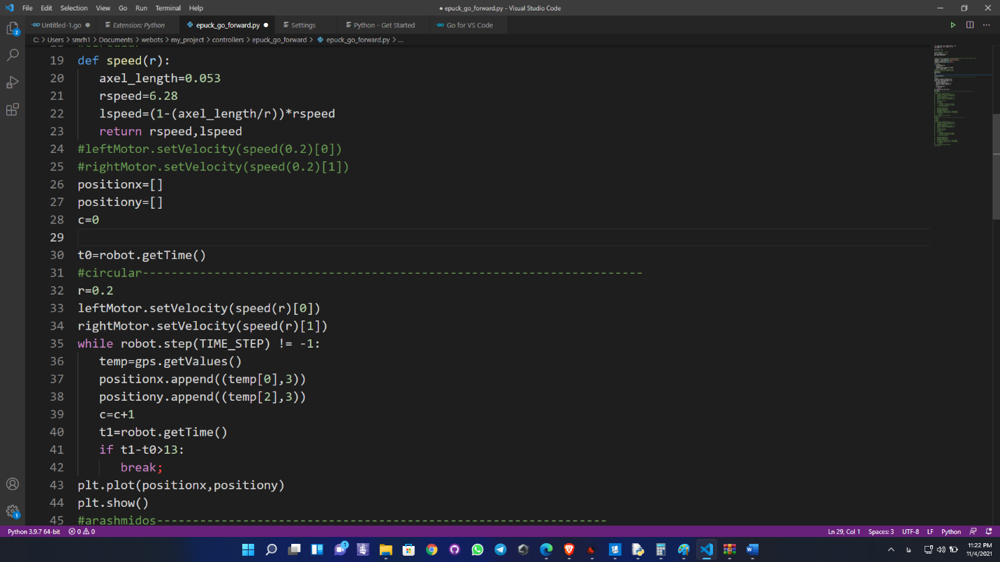 File Edit Selection View Go Run Terminal Help
● epuck_go_forward.py - Visual Studio Code
Untitled-1.go ● Extension: Python epuck_go_forward.py ● Settings Python - Get Started Go for VS Code
C: > Users > smrh1 > Documents > webots > my_project > controllers > epuck_go_forward > epuck_go_forward.py > ...
19 def speed(r):
20 axel_length=0.053
21 rspeed=6.28
22 lspeed=(1-(axel_length/r))*rspeed
23 return rspeed,lspeed
24 #leftMotor.setVelocity(speed(0.2)[0])
25 #rightMotor.setVelocity(speed(0.2)[1])
26 positionx=[]
27 positiony=[]
28 c=0
29
30 t0=robot.getTime()
31 #circular----------------------------------------------------------------------
32 r=0.2
33 leftMotor.setVelocity(speed(r)[0])
34 rightMotor.setVelocity(speed(r)[1])
35 while robot.step(TIME_STEP) != -1:
36 temp=gps.getValues()
37 positionx.append((temp[0],3))
38 positiony.append((temp[2],3))
39 c=c+1
40 t1=robot.getTime()
41 if t1-t0>13:
42 break;
43 plt.plot(positionx,positiony)
44 plt.show()
45 #arashmidos---------------------------------------------------------------
Python 3.9.7 64-bit 0 0 Ln 29, Col 1 Spaces: 3 UTF-8 LF Python
2
1
1
فا
11:22 PM
11/4/2021